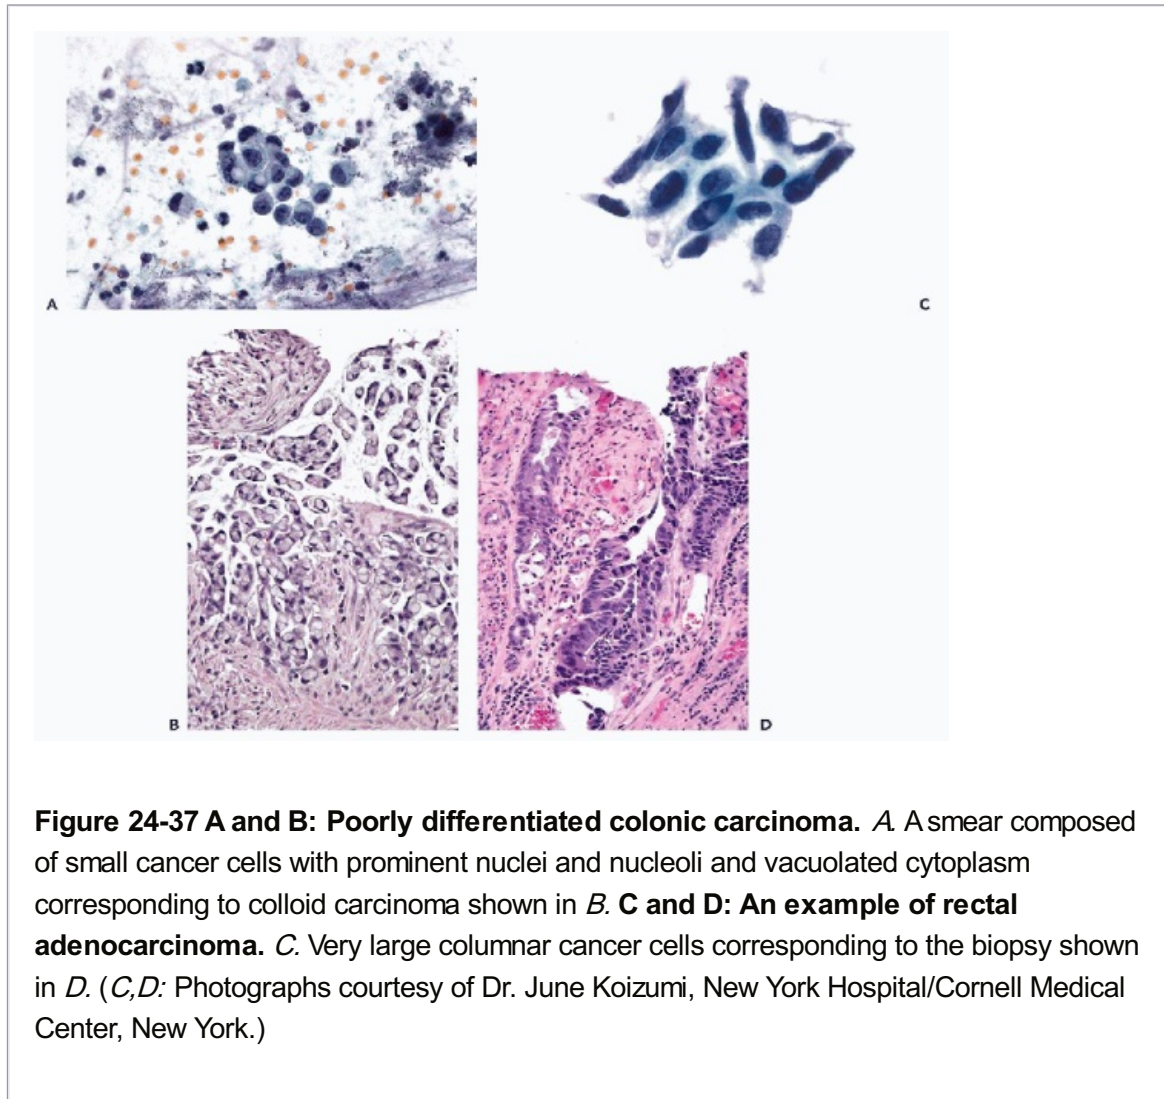 A
C
B
D
Figure 24-37 A and B: Poorly differentiated colonic carcinoma. A. A smear composed
of small cancer cells with prominent nuclei and nucleoli and vacuolated cytoplasm
corresponding to colloid carcinoma shown in B. C and D: An example of rectal
adenocarcinoma. C. Very large columnar cancer cells corresponding to the biopsy shown
in D. (C,D: Photographs courtesy of Dr. June Koizumi, New York Hospital/Cornell Medical
Center, New York.)